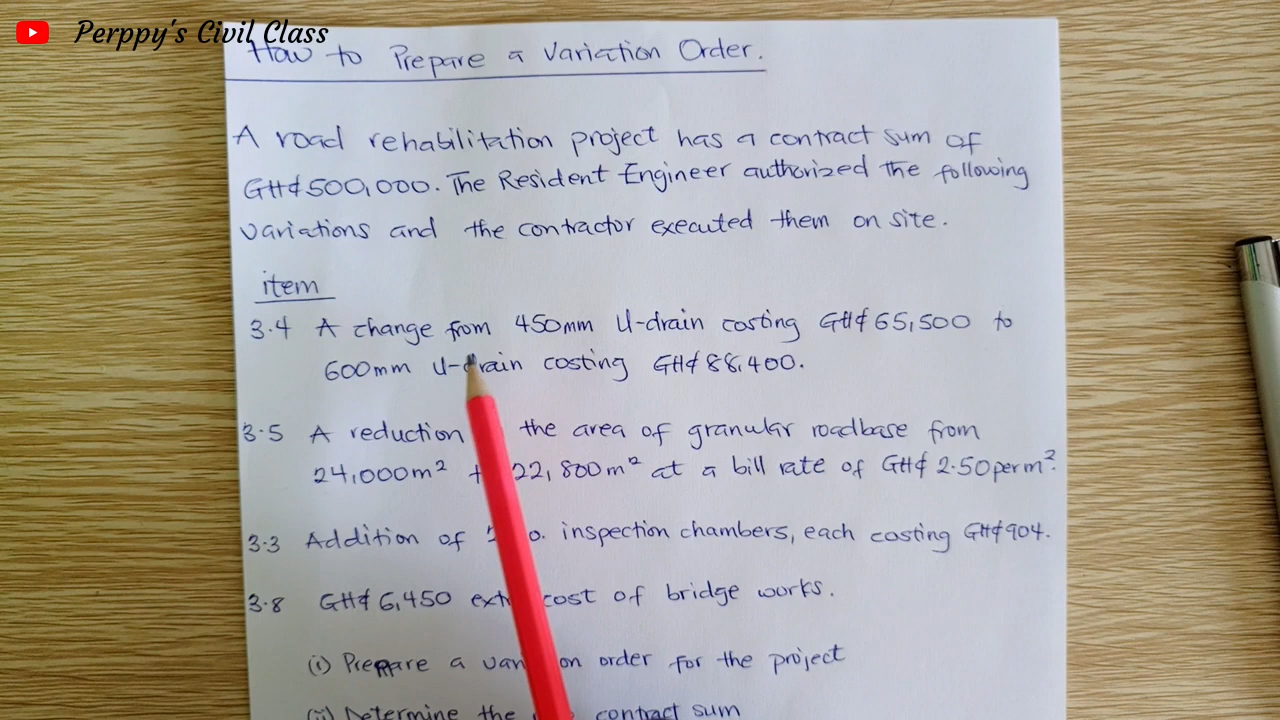 Perppy's Civil Class
How to Prepare a Variation Order.
A road rehabilitation project has a contract sum of
GH¢500,000. The Resident Engineer authorized the following
variations and the contractor executed them on site.
item
3.4 A change from 450mm U-drain costing GH¢65,500 to
600mm U-drain costing GH¢88,400.
3.5 A reduction the area of granular roadbase from
24,000m² 22,800m² at a bill rate of GH¢2.50 per m².
3.3 Addition of inspection chambers, each costing GH¢904.
3.8 GH¢6,450 cost of bridge works.
(i) Prepare a order for the project
(ii) Determine the contract sum